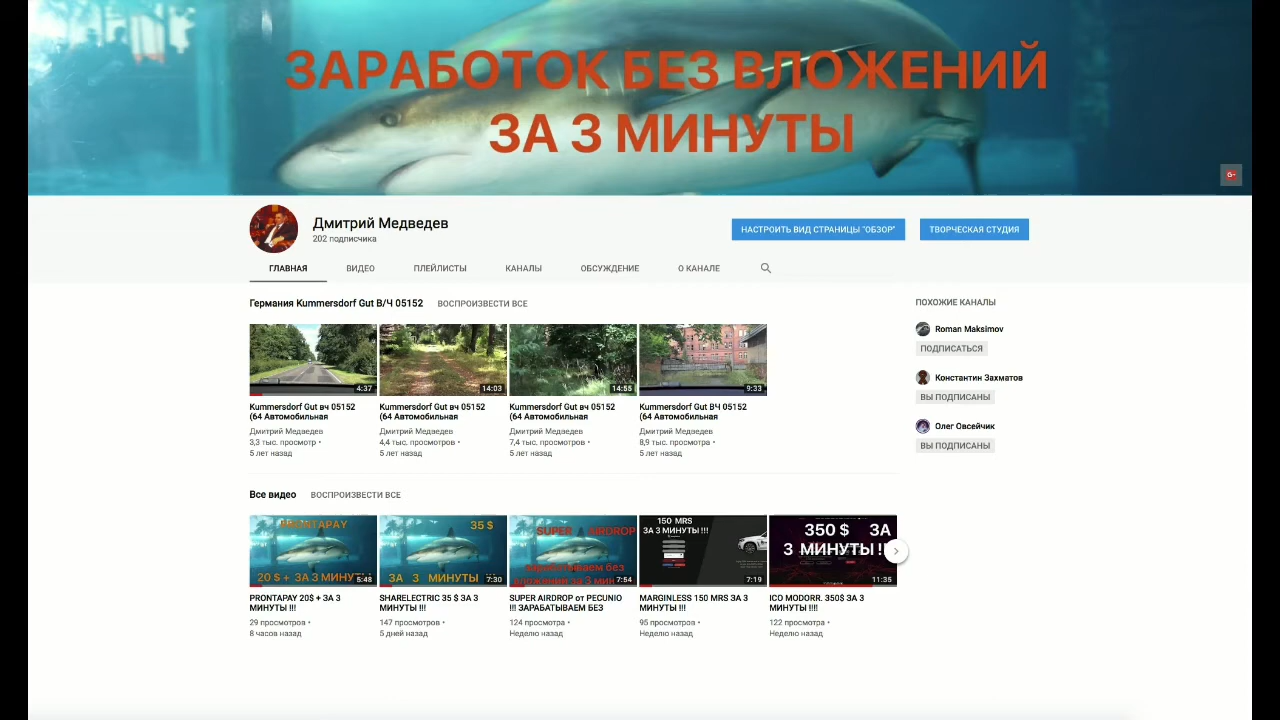 ЗАРАБОТОК БЕЗ ВЛОЖЕНИЙ
ЗА 3 МИНУТЫ
G+
Дмитрий Медведев
202 подписчика
НАСТРОИТЬ ВИД СТРАНИЦЫ "ОБЗОР"
ТВОРЧЕСКАЯ СТУДИЯ
ГЛАВНАЯ
ВИДЕО
ПЛЕЙЛИСТЫ
КАНАЛЫ
ОБСУЖДЕНИЕ
О КАНАЛЕ
Германия Kummersdorf Gut В/Ч 05152
ВОСПРОИЗВЕСТИ ВСЕ
4:37
Kummersdorf Gut вч 05152
(64 Автомобильная
Дмитрий Медведев
3,3 тыс. просмотр •
5 лет назад
14:03
Kummersdorf Gut вч 05152
(64 Автомобильная
Дмитрий Медведев
4,4 тыс. просмотров •
5 лет назад
14:55
Kummersdorf Gut вч 05152
(64 Автомобильная
Дмитрий Медведев
7,4 тыс. просмотров •
5 лет назад
9:33
Kummersdorf Gut ВЧ 05152
(64 Автомобильная
Дмитрий Медведев
8,9 тыс. просмотра •
5 лет назад
ПОХОЖИЕ КАНАЛЫ
Roman Maksimov
ПОДПИСАТЬСЯ
Константин Захматов
ВЫ ПОДПИСАНЫ
Олег Овсейчик
ВЫ ПОДПИСАНЫ
Все видео
ВОСПРОИЗВЕСТИ ВСЕ
PRONTAPAY
20 $ + ЗА 3 МИНУТЫ
5:48
PRONTAPAY 20$ + ЗА 3
МИНУТЫ !!!
29 просмотров •
8 часов назад
35 $
ЗА 3 МИНУТЫ
7:30
SHARELECTRIC 35 $ ЗА 3
МИНУТЫ !!!
147 просмотров •
5 дней назад
SUPER AIRDROP
зарабатываем без
вложений за 3 мин
7:54
SUPER AIRDROP от PECUNIO
!!! ЗАРАБАТЫВАЕМ БЕЗ
124 просмотра •
Неделю назад
150 MRS
ЗА 3 МИНУТЫ !!!
7:19
MARGINLESS 150 MRS ЗА 3
МИНУТЫ !!!
95 просмотров •
Неделю назад
350 $ ЗА
3 МИНУТЫ !!
11:35
ICO MODORR. 350$ ЗА 3
МИНУТЫ !!!!
122 просмотра •
Неделю назад